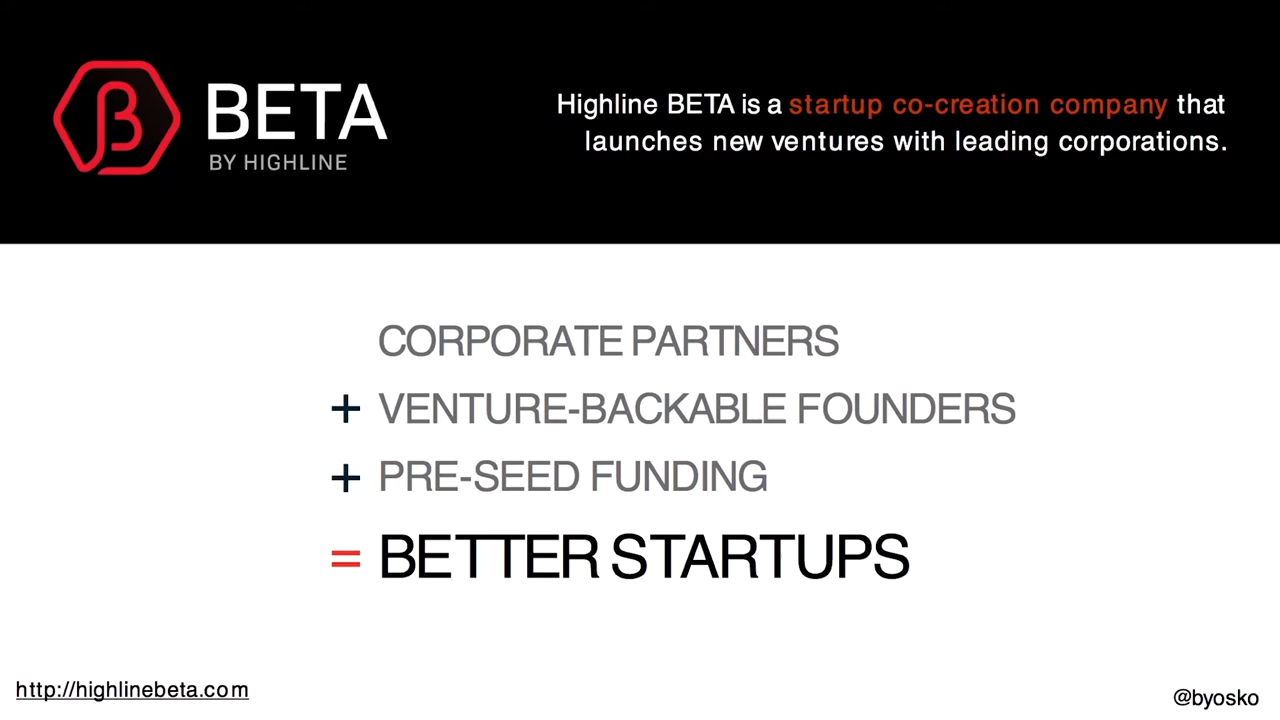 β BETA
BY HIGHLINE
Highline BETA is a startup co-creation company that
launches new ventures with leading corporations.
CORPORATE PARTNERS
+ VENTURE-BACKABLE FOUNDERS
+ PRE-SEED FUNDING
= BETTER STARTUPS
http://highlinebeta.com
@byosko